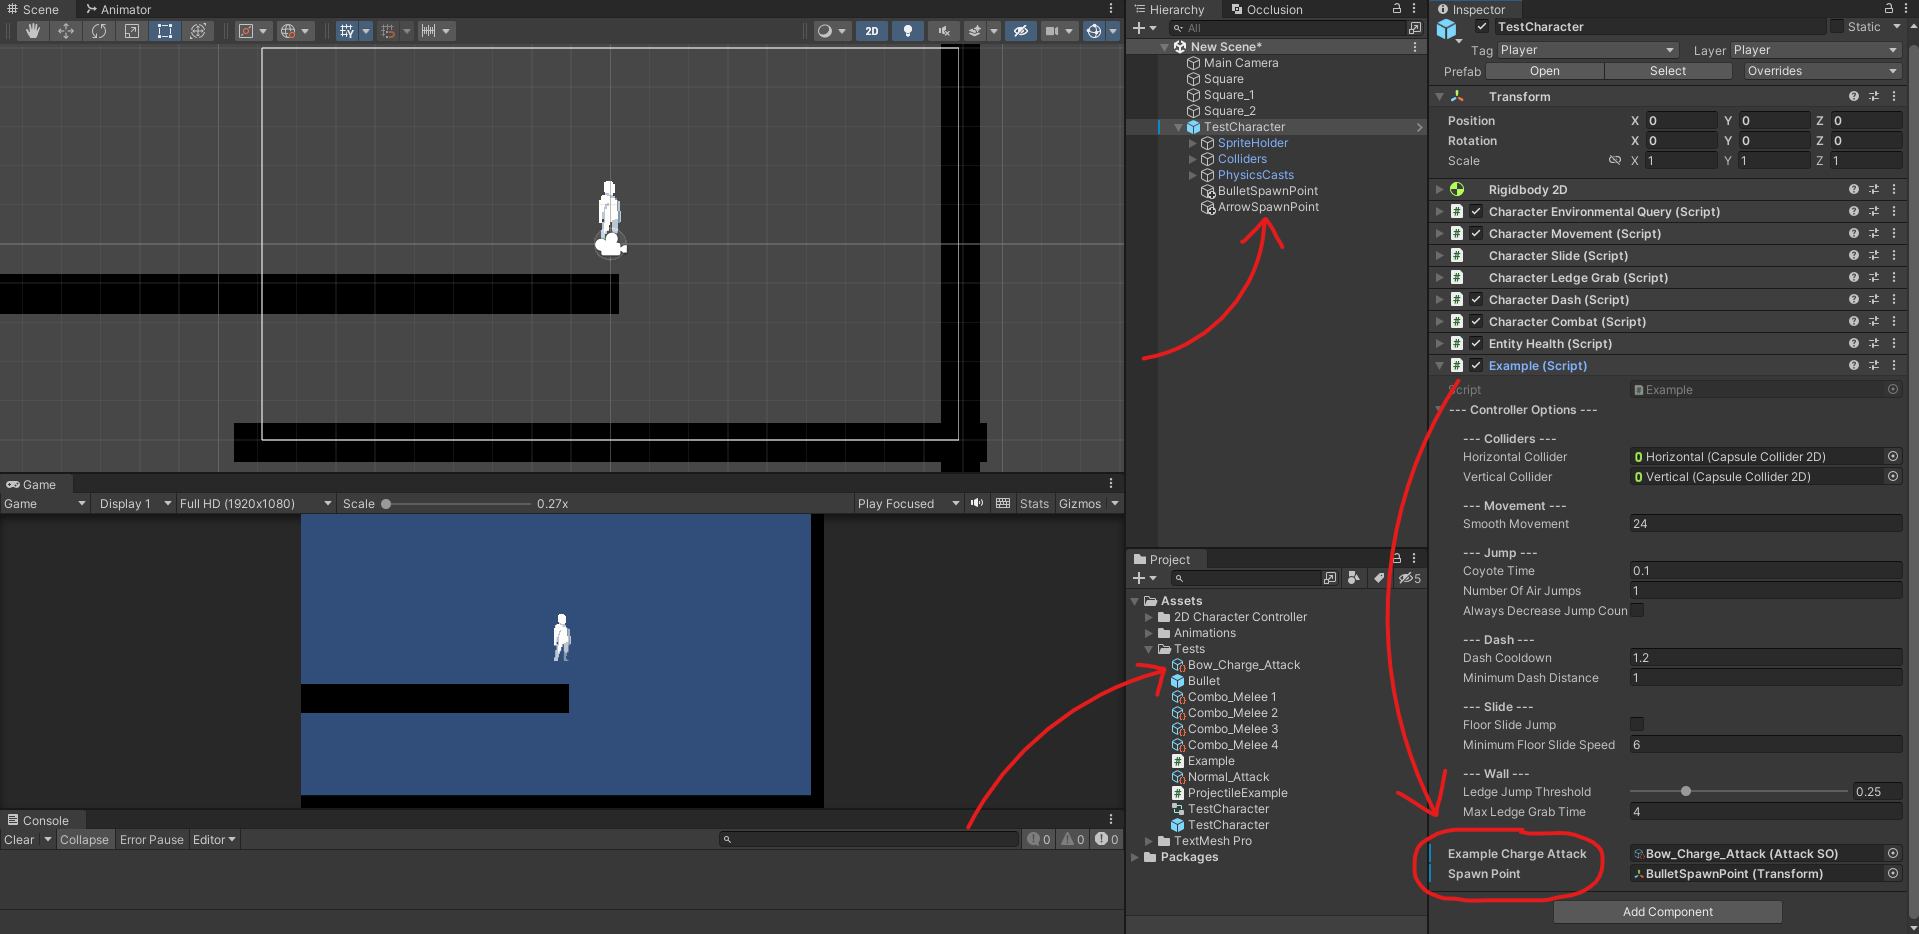 Scene
Animator
2D
Game
Game
Display 1
Full HD (1920x1080)
Scale
0.27x
Play Focused
Stats
Gizmos
Console
Clear
Collapse
Error Pause
Editor
0
0
0
Hierarchy
Occlusion
All
New Scene*
Main Camera
Square
Square_1
Square_2
TestCharacter
SpriteHolder
Colliders
PhysicsCasts
BulletSpawnPoint
ArrowSpawnPoint
Project
5
Assets
2D Character Controller
Animations
Tests
Bow_Charge_Attack
Bullet
Combo_Melee 1
Combo_Melee 2
Combo_Melee 3
Combo_Melee 4
Example
Normal_Attack
ProjectileExample
TestCharacter
TestCharacter
TextMesh Pro
Packages
Inspector
TestCharacter
Static
Tag Player
Layer Player
Prefab Open Select Overrides
Transform
Position X 0 Y 0 Z 0
Rotation X 0 Y 0 Z 0
Scale X 1 Y 1 Z 1
Rigidbody 2D
Character Environmental Query (Script)
Character Movement (Script)
Character Slide (Script)
Character Ledge Grab (Script)
Character Dash (Script)
Character Combat (Script)
Entity Health (Script)
Example (Script)
Script Example
--- Controller Options ---
--- Colliders ---
Horizontal Collider Horizontal (Capsule Collider 2D)
Vertical Collider Vertical (Capsule Collider 2D)
--- Movement ---
Smooth Movement 24
--- Jump ---
Coyote Time 0.1
Number Of Air Jumps 1
Always Decrease Jump Coun
--- Dash ---
Dash Cooldown 1.2
Minimum Dash Distance 1
--- Slide ---
Floor Slide Jump
Minimum Floor Slide Speed 6
--- Wall ---
Ledge Jump Threshold 0.25
Max Ledge Grab Time 4
Example Charge Attack Bow_Charge_Attack (Attack SO)
Spawn Point BulletSpawnPoint (Transform)
Add Component